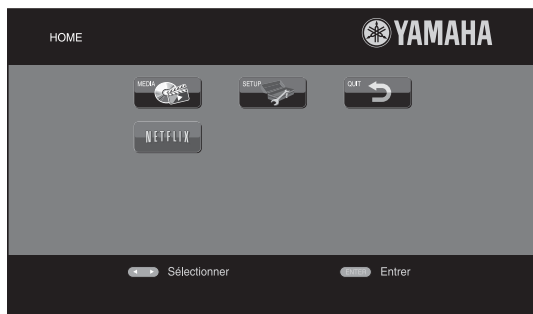 HOME
YAMAHA
MEDIA
SETUP
QUIT
NETFLIX
Sélectionner
ENTER Entrer